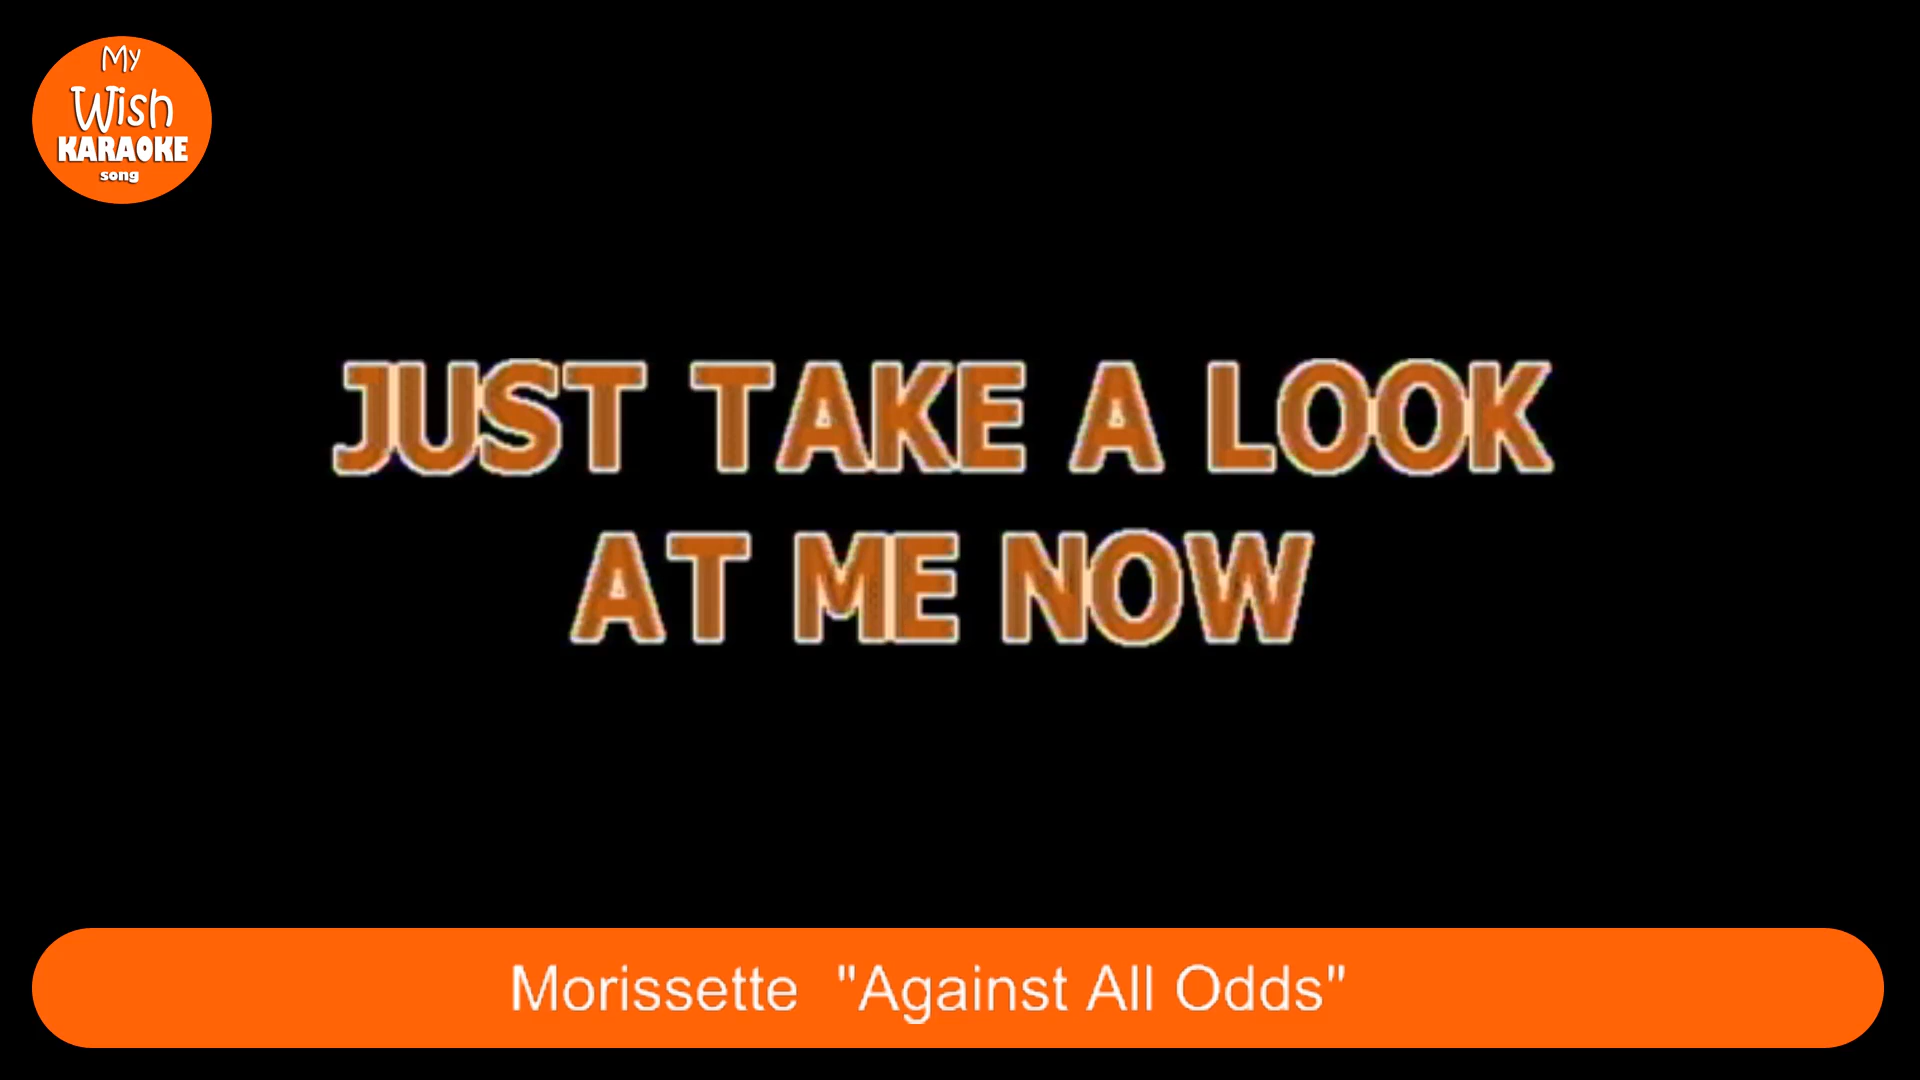 My
Wish
KARAOKE
song
JUST TAKE A LOOK
AT ME NOW
Morissette "Against All Odds"